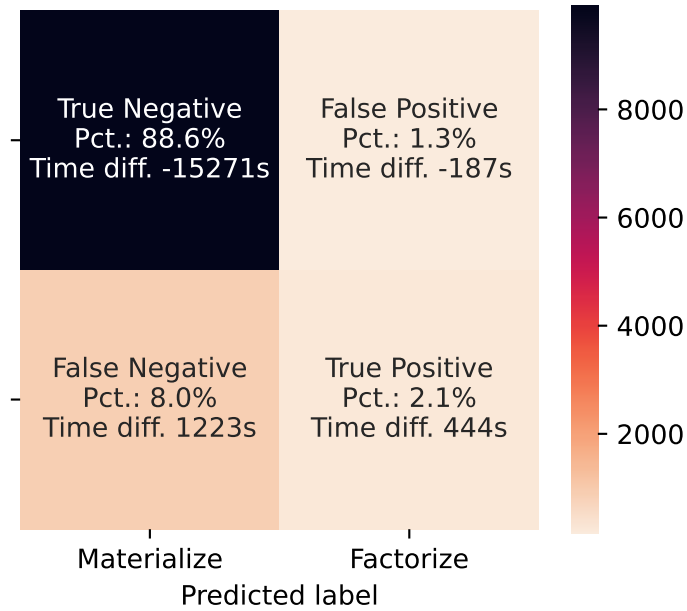 True Negative
Pct.: 88.6%
Time diff. -15271s
False Positive
Pct.: 1.3%
Time diff. -187s
False Negative
Pct.: 8.0%
Time diff. 1223s
True Positive
Pct.: 2.1%
Time diff. 444s
Materialize
Factorize
Predicted label
8000
6000
4000
2000